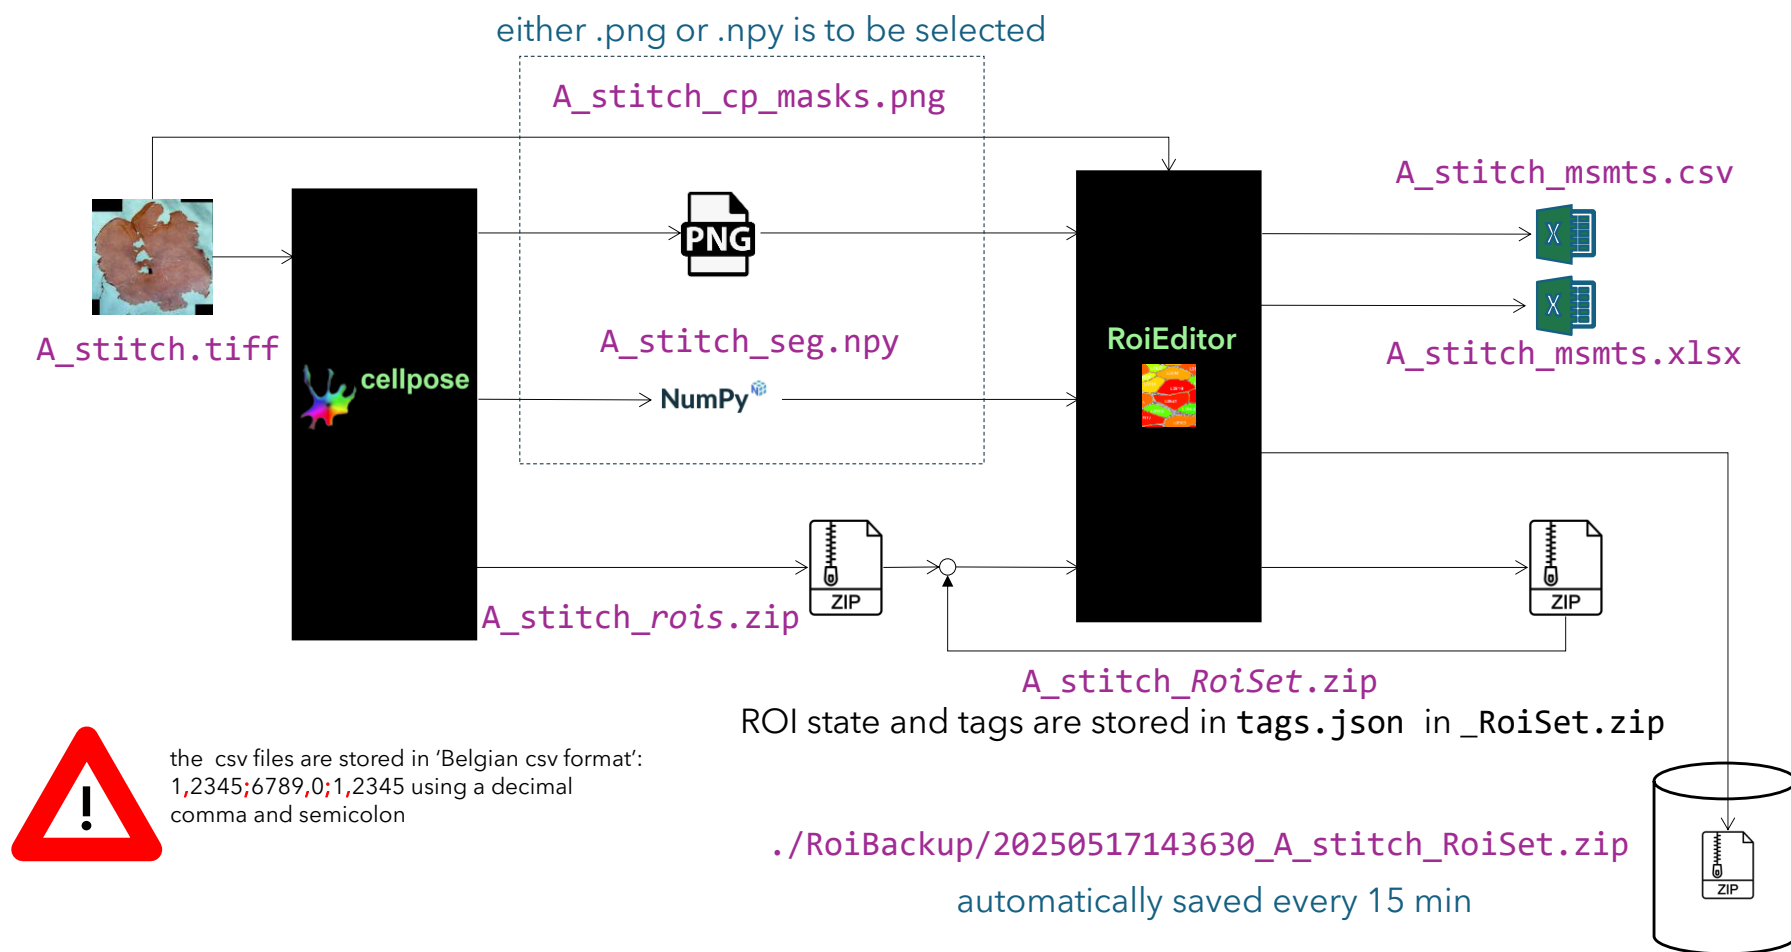 either .png or .npy is to be selected
A_stitch_cp_masks.png
A_stitch_msmts.csv
PNG
X
A_stitch.tiff
A_stitch_seg.npy
RoiEditor
X
A_stitch_msmts.xlsx
cellpose
NumPy
ZIP
ZIP
A_stitch_rois.zip
A_stitch_RoiSet.zip
ROI state and tags are stored in tags.json in _RoiSet.zip
!
the csv files are stored in ‘Belgian csv format’:
1,2345;6789,0;1,2345 using a decimal
comma and semicolon
./RoiBackup/20250517143630_A_stitch_RoiSet.zip
ZIP
automatically saved every 15 min